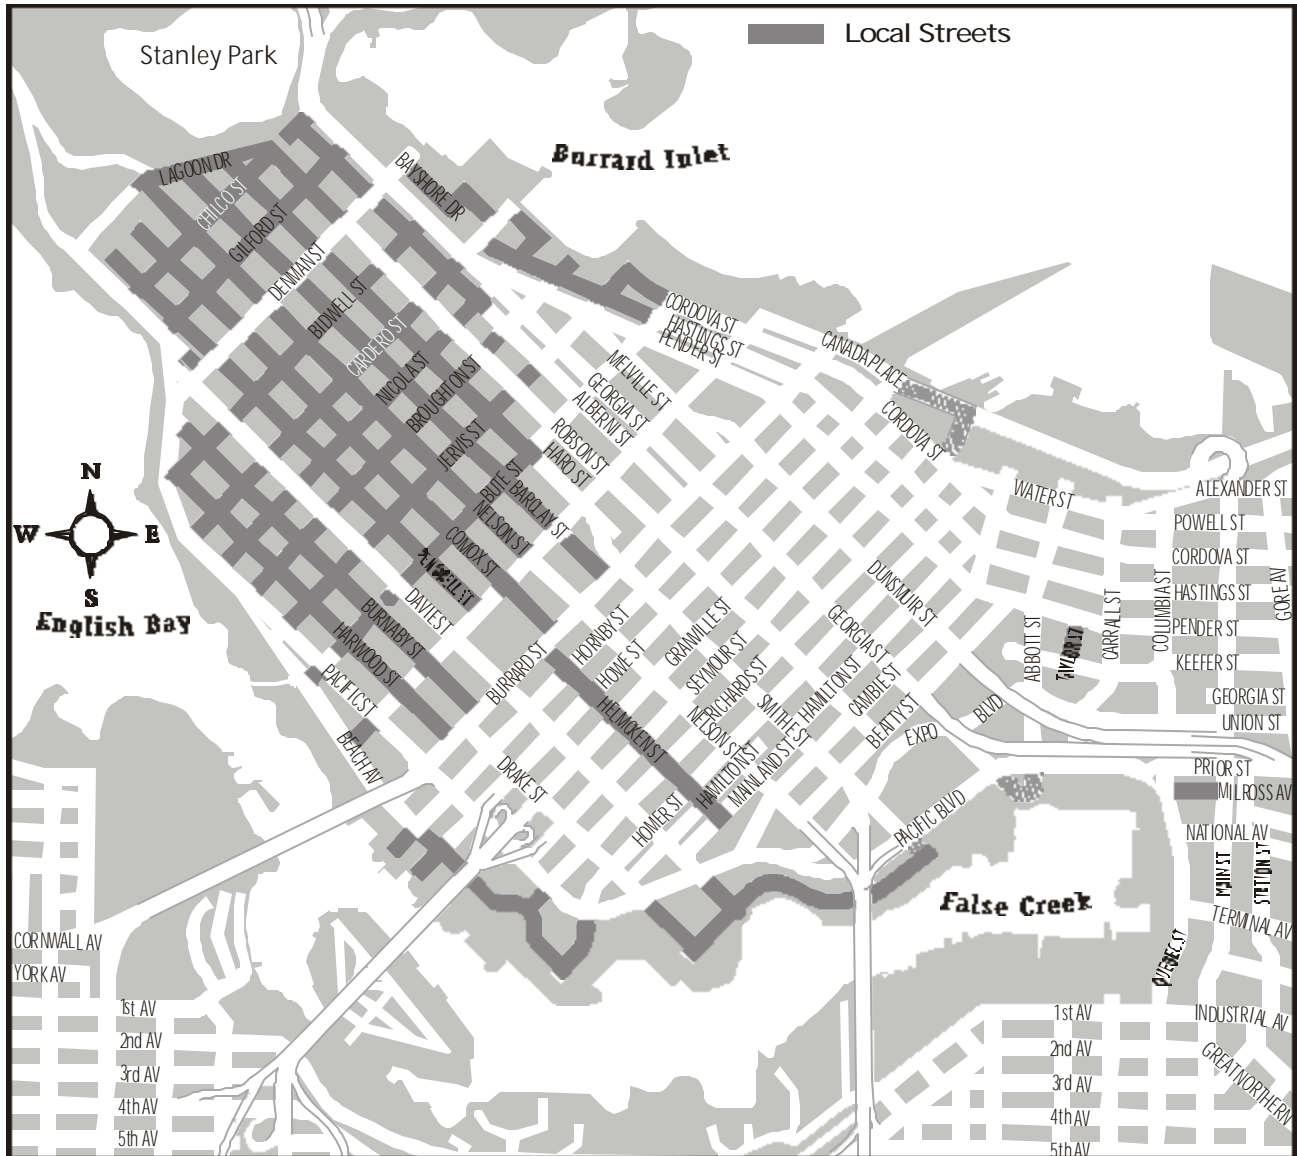 Local Streets
Stanley Park
Burrard Inlet
LAGOON DR
CHILCO ST
GILFORD ST
DENMAN ST
BAYSHORE DR
BIDWELL ST
CARDERO ST
NICOLA ST
BROUGHTON ST
JERVIS ST
BUTE ST
CORDOVA ST
HASTINGS ST
PENDER ST
MELVILLE ST
GEORGIA ST
ALBERNI ST
ROBSON ST
HARO ST
BARCLAY ST
NELSON ST
COMOX ST
PENDRELL ST
DAVIE ST
BURNABY ST
HARWOOD ST
PACIFIC ST
BEACH AV
CANADA PLACE
CORDOVA ST
WATER ST
ALEXANDER ST
POWELL ST
CORDOVA ST
HASTINGS ST
PENDER ST
KEEFER ST
GEORGIA ST
UNION ST
PRIOR ST
MILROSS AV
NATIONAL AV
MAIN ST
STATION ST
TERMINAL AV
QUEBEC ST
INDUSTRIAL AV
GREAT NORTHERN
GORE AV
COLUMBIA ST
CARRALL ST
TAYLOR ST
ABBOTT ST
DUNSMUIR ST
GEORGIA ST
BURRARD ST
HORNBY ST
HOWE ST
GRANVILLE ST
SEYMOUR ST
RICHARDS ST
SMITHE ST
HAMILTON ST
CAMBIE ST
BEATTY ST
EXPO
BLVD
NELSON ST
HELMCKEN ST
HAMILTON ST
MAINLAND ST
HOMER ST
DRAKE ST
PACIFIC BLVD
False Creek
N
W
E
S
English Bay
CORNWALL AV
YORK AV
1st AV
2nd AV
3rd AV
4th AV
5th AV
1st AV
2nd AV
3rd AV
4th AV
5th AV